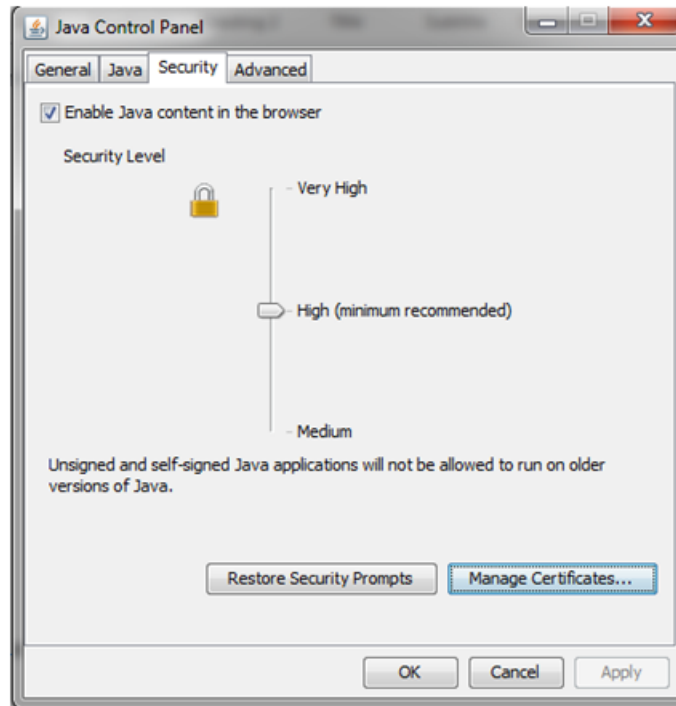 Java Control Panel
General Java Security Advanced
Enable Java content in the browser
Security Level
Very High
High (minimum recommended)
Medium
Unsigned and self-signed Java applications will not be allowed to run on older
versions of Java.
Restore Security Prompts Manage Certificates...
OK Cancel Apply